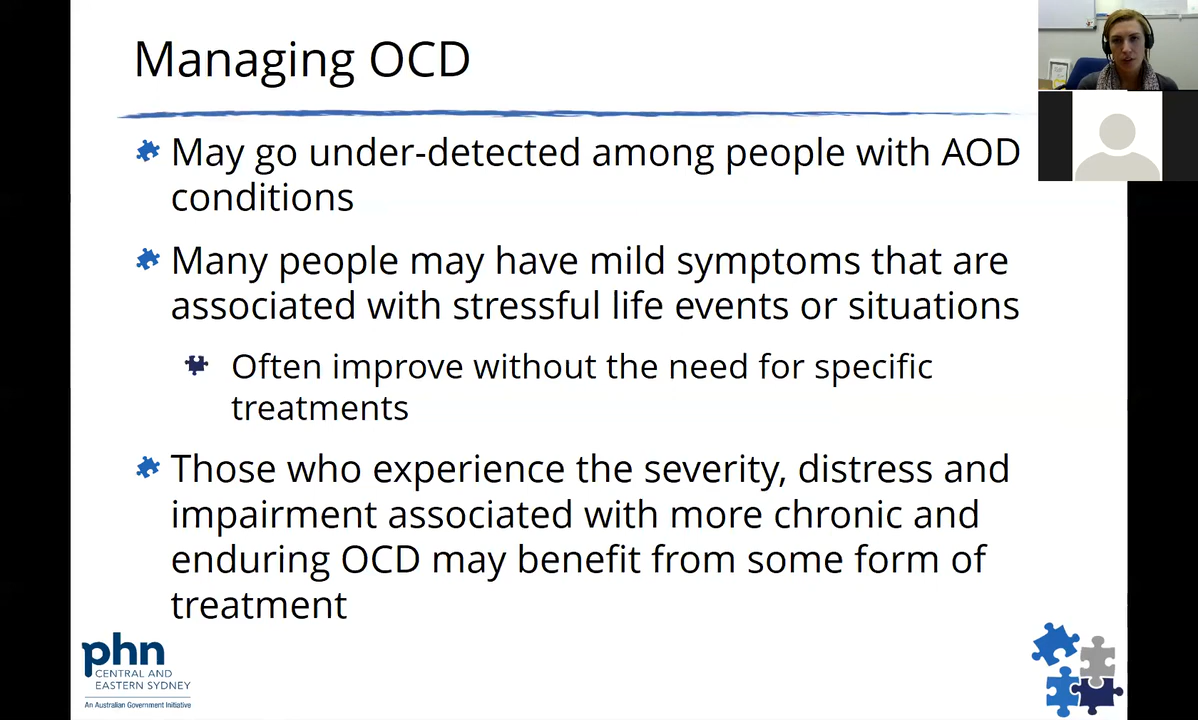 Managing OCD
May go under-detected among people with AOD
conditions
Many people may have mild symptoms that are
associated with stressful life events or situations
Often improve without the need for specific
treatments
Those who experience the severity, distress and
impairment associated with more chronic and
enduring OCD may benefit from some form of
treatment
phn
CENTRAL AND
EASTERN SYDNEY
An Australian Government Initiative